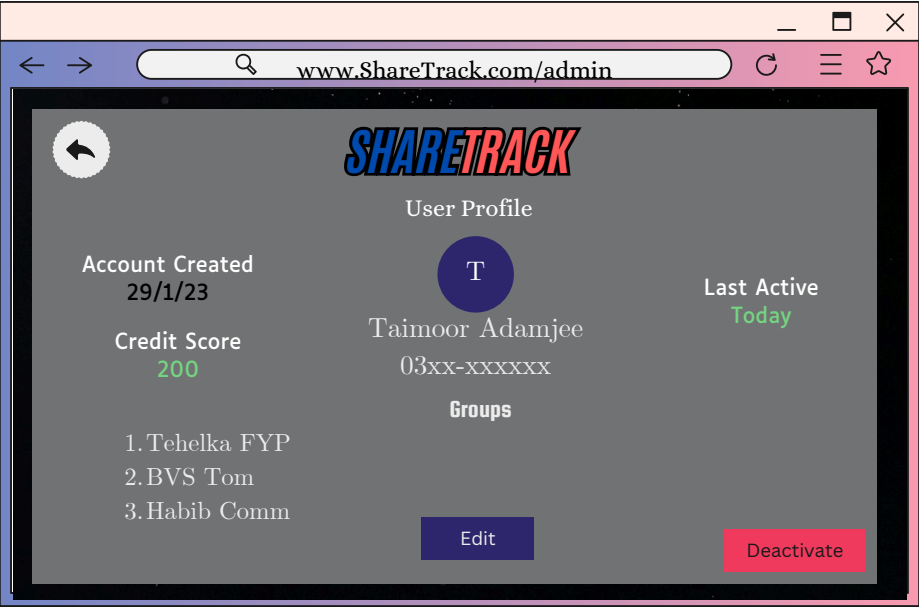 www.ShareTrack.com/admin
SHARETRACK
User Profile
T
Taimoor Adamjee
03xx-xxxxxx
Account Created
29/1/23
Credit Score
200
Last Active
Today
Groups
1. Tehelka FYP
2. BVS Tom
3. Habib Comm
Edit
Deactivate